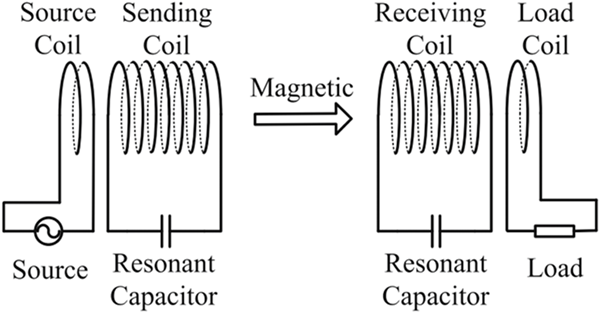 Source
Coil
Sending
Coil
Receiving
Coil
Load
Coil
Magnetic
Source
Resonant
Capacitor
Resonant
Capacitor
Load